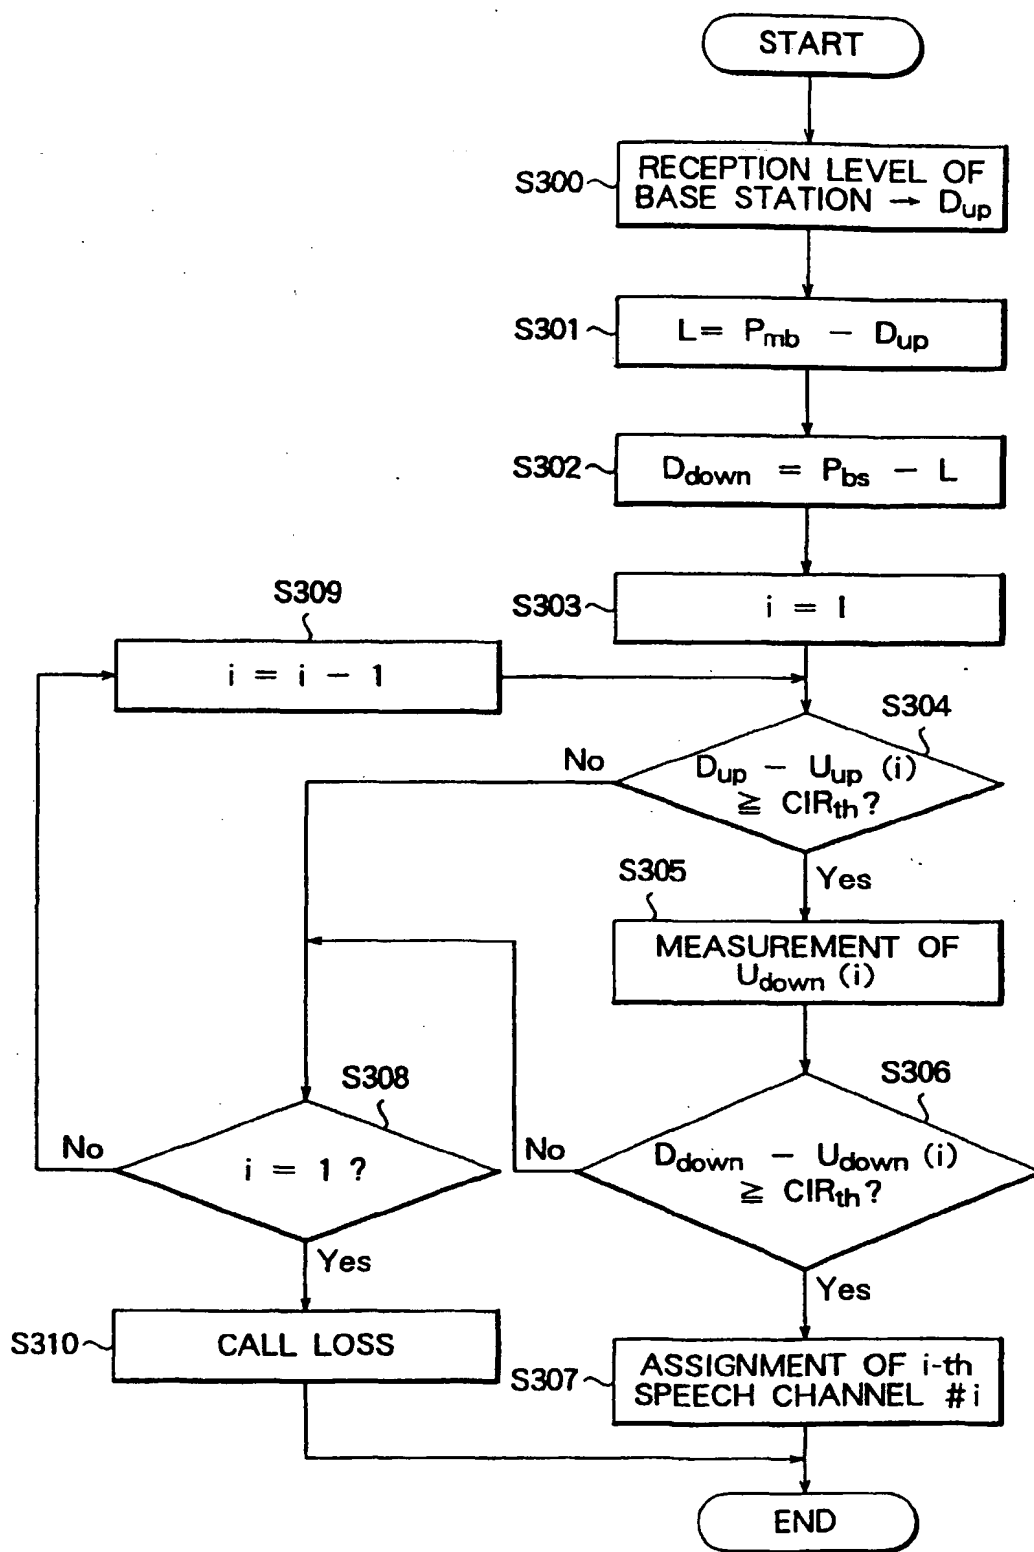 START
S300
RECEPTION LEVEL OF
BASE STATION → Dup
S301
L= Pmb - Dup
S302
Ddown = Pbs - L
S309
S303
i = I
i = i - 1
S304
No
Dup - Uup (i)
≧ CIRth?
Yes
S305
MEASUREMENT OF
Udown (i)
S308
S306
No
i = 1 ?
No
Ddown - Udown (i)
≧ CIRth?
Yes
Yes
S310
CALL LOSS
S307
ASSIGNMENT OF i-th
SPEECH CHANNEL #i
END